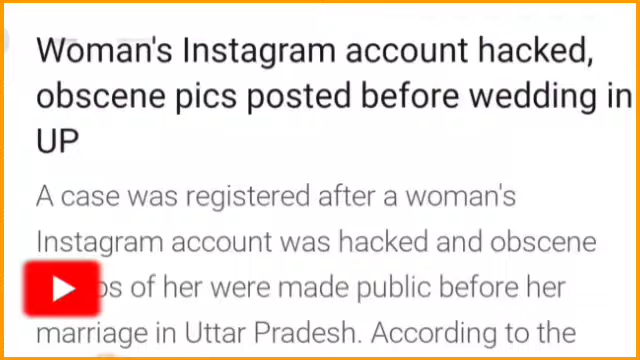 Woman's Instagram account hacked,
obscene pics posted before wedding in
UP
A case was registered after a woman's
Instagram account was hacked and obscene
of her were made public before her
marriage in Uttar Pradesh. According to the